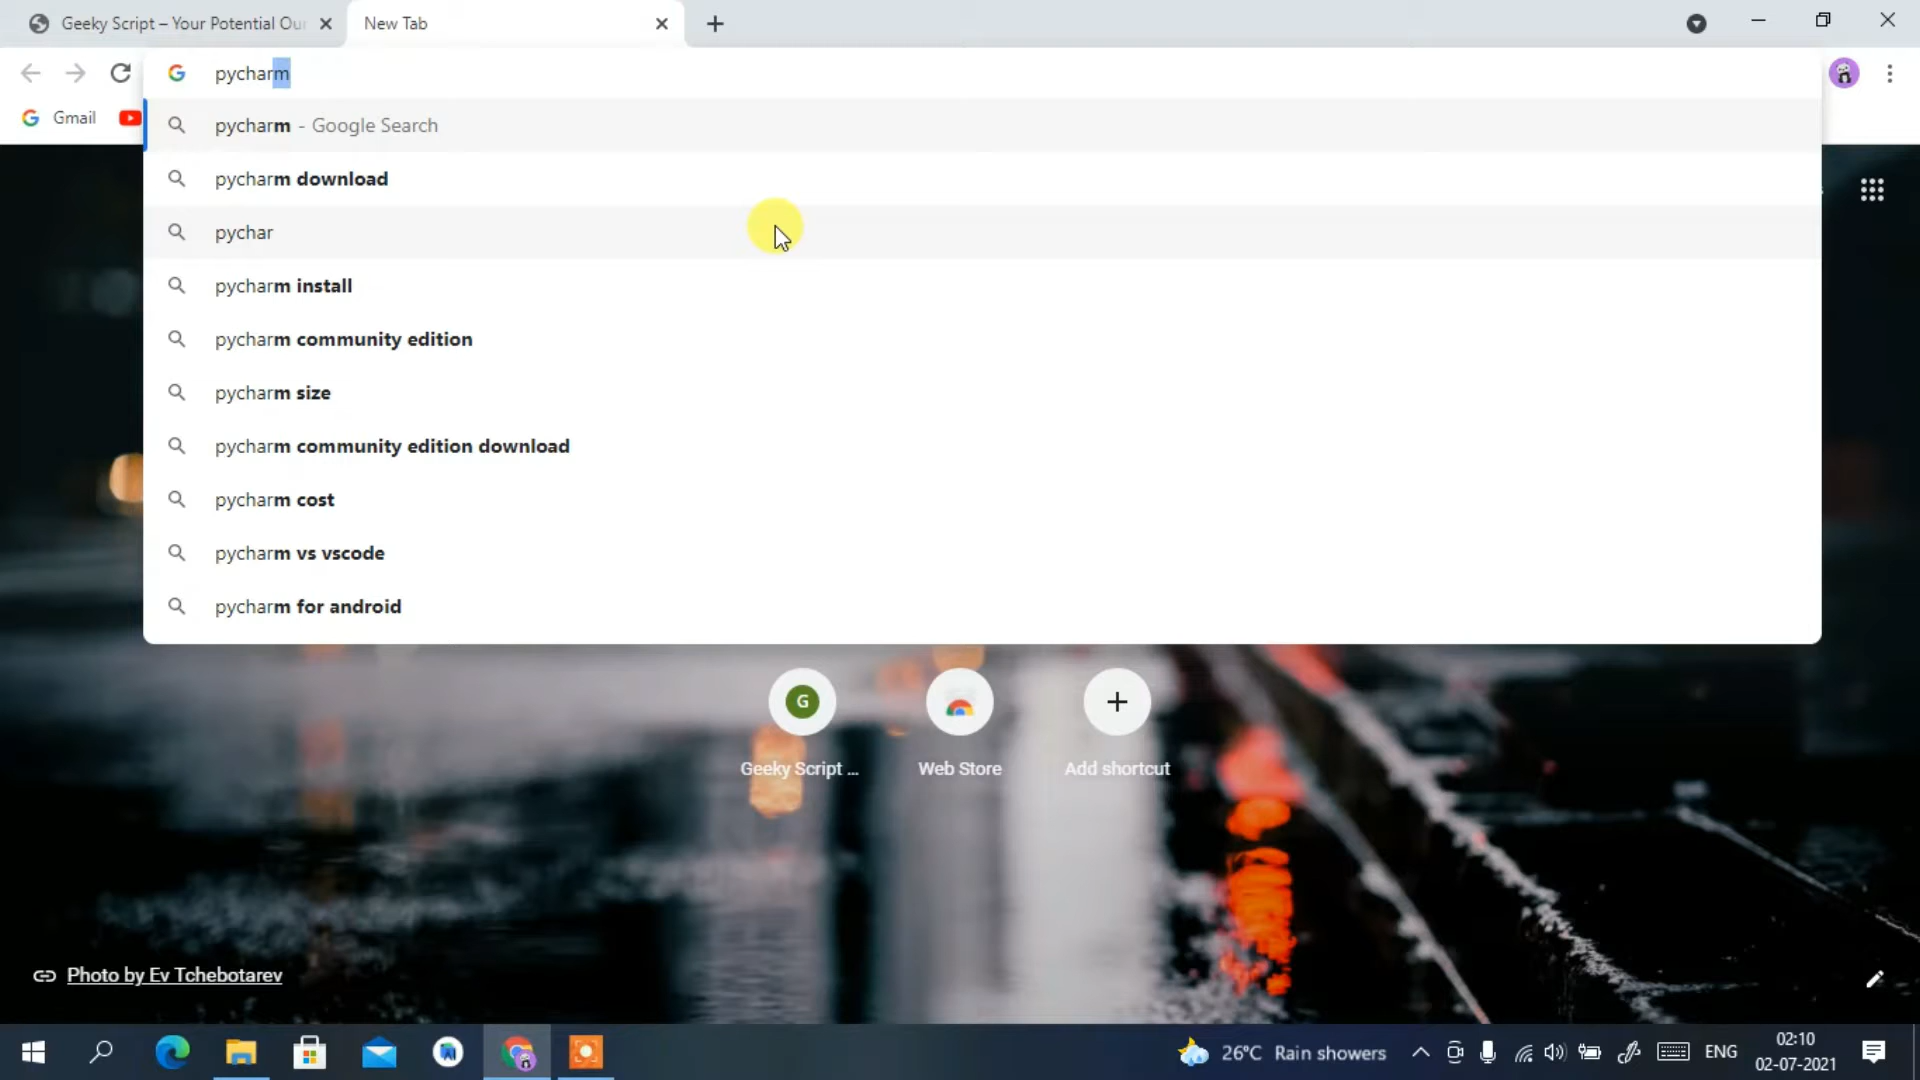 Geeky Script – Your Potential Our
New Tab
pycharm
Gmail
pycharm - Google Search
pycharm download
pychar
pycharm install
pycharm community edition
pycharm size
pycharm community edition download
pycharm cost
pycharm vs vscode
pycharm for android
G
Geeky Script ...
Web Store
Add shortcut
Photo by Ev Tchebotarev
26°C Rain showers
ENG
02:10
02-07-2021